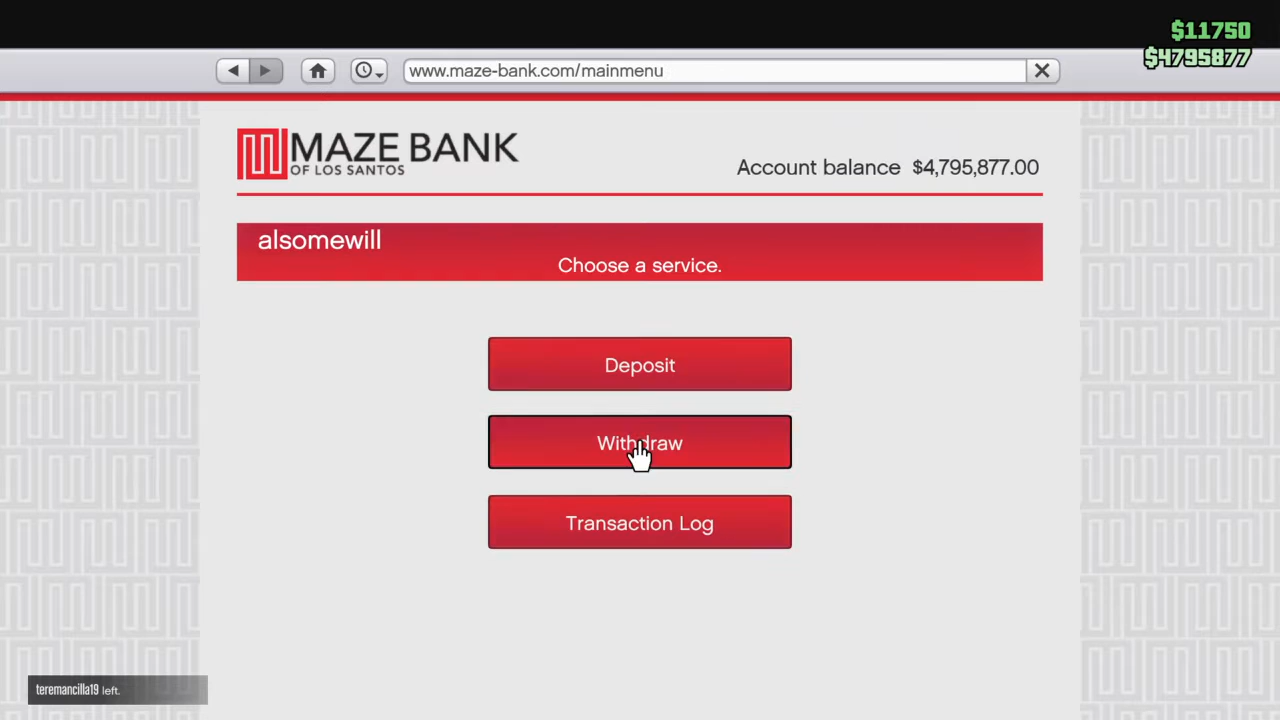 $11750
$4795877
www.maze-bank.com/mainmenu
MAZE BANK
OF LOS SANTOS
Account balance $4,795,877.00
alsomewill
Choose a service.
Deposit
Withdraw
Transaction Log
teremancilla19 left.